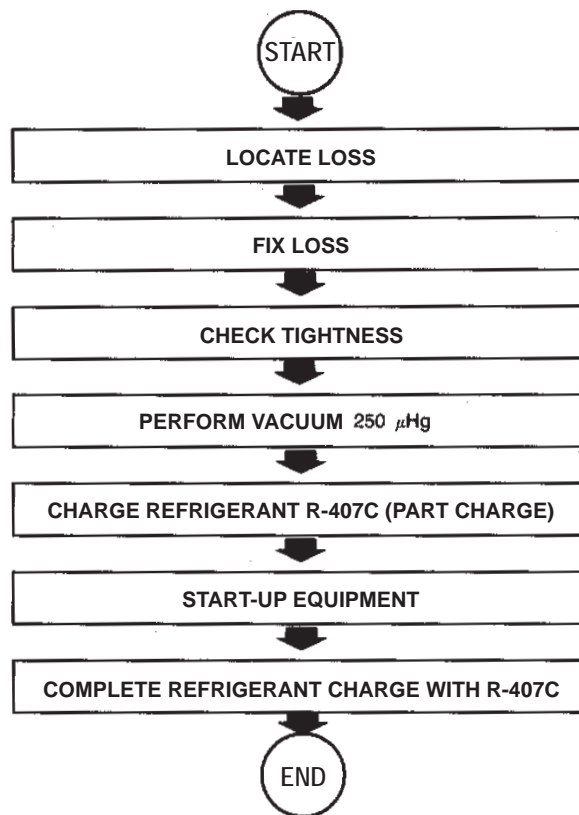 START
LOCATE LOSS
FIX LOSS
CHECK TIGHTNESS
PERFORM VACUUM 250 μHg
CHARGE REFRIGERANT R-407C (PART CHARGE)
START-UP EQUIPMENT
COMPLETE REFRIGERANT CHARGE WITH R-407C
END